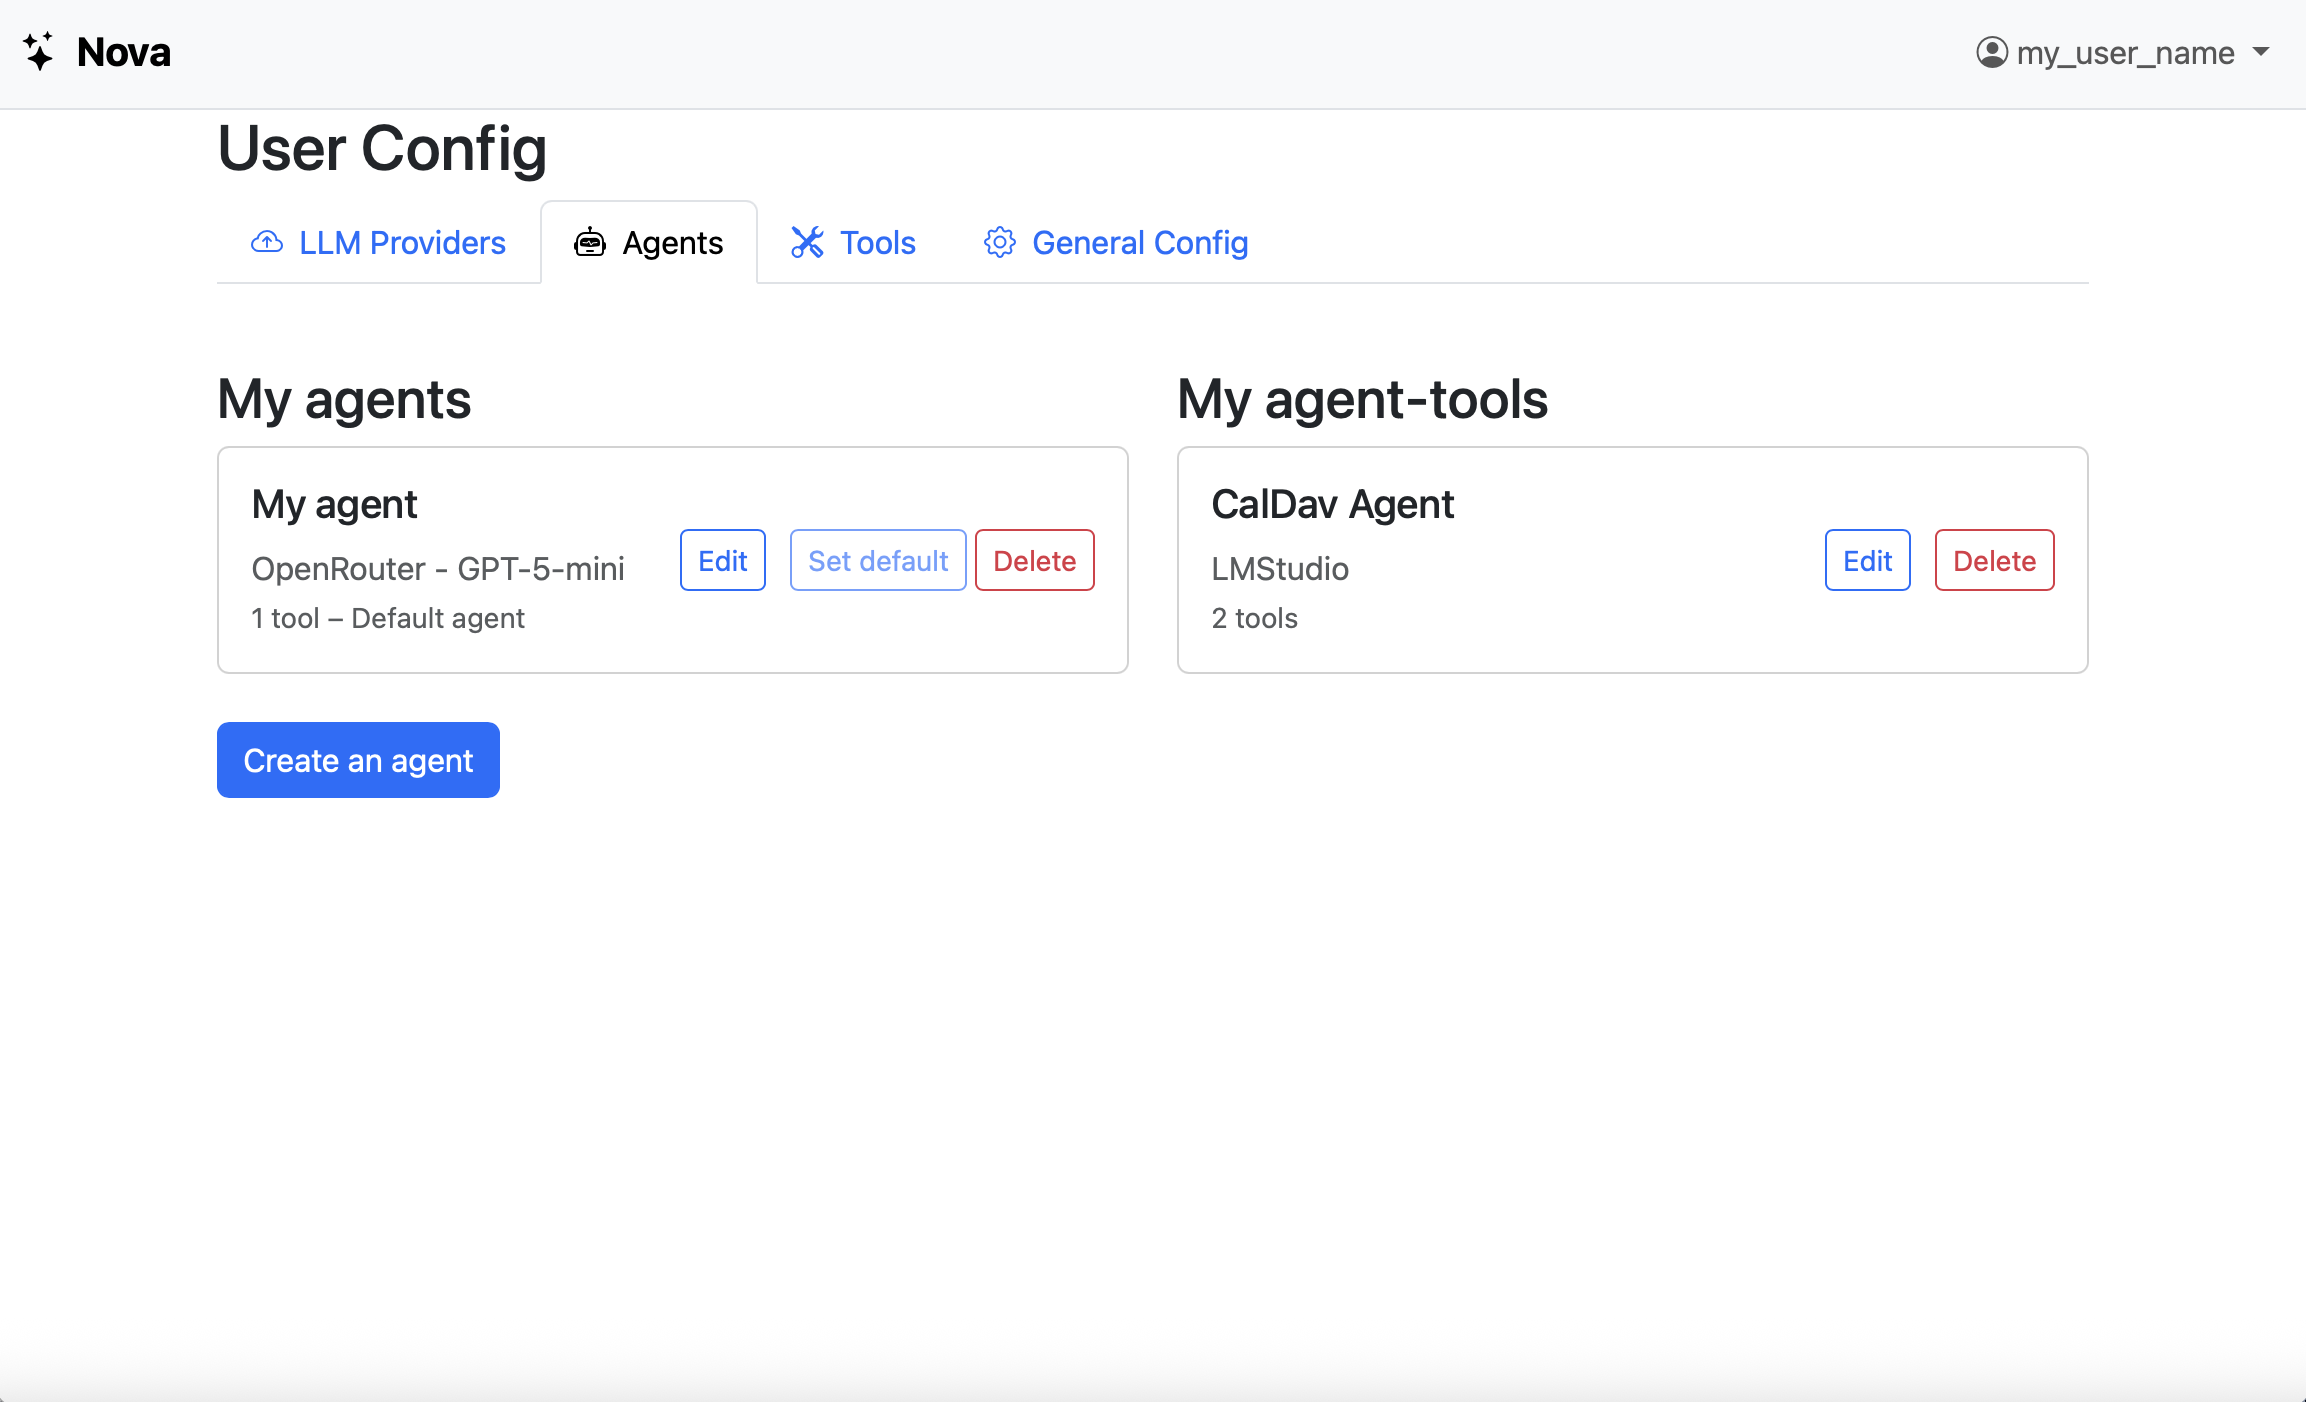 Nova
my_user_name
User Config
LLM Providers
Agents
Tools
General Config
My agents
My agent
OpenRouter - GPT-5-mini
1 tool – Default agent
Edit
Set default
Delete
Create an agent
My agent-tools
CalDav Agent
LMStudio
2 tools
Edit
Delete